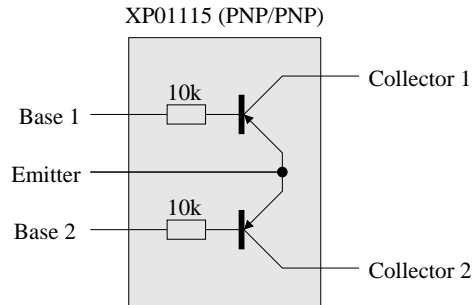 XP01115 (PNP/PNP)
Collector 1
10k
Base 1
Emitter
10k
Base 2
Collector 2